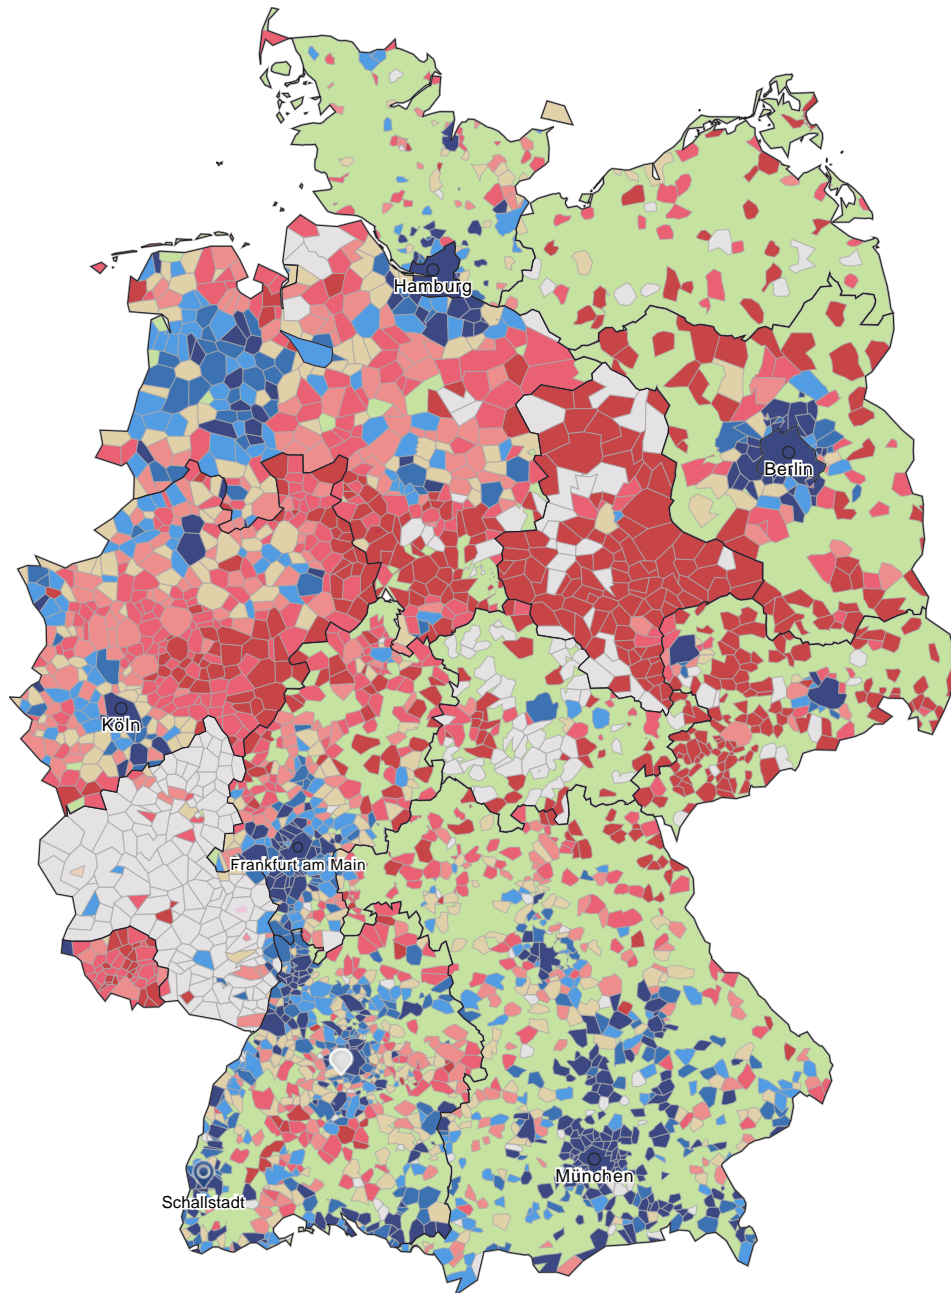 Hamburg
Berlin
Köln
Frankfurt am Main
München
Schallstadt